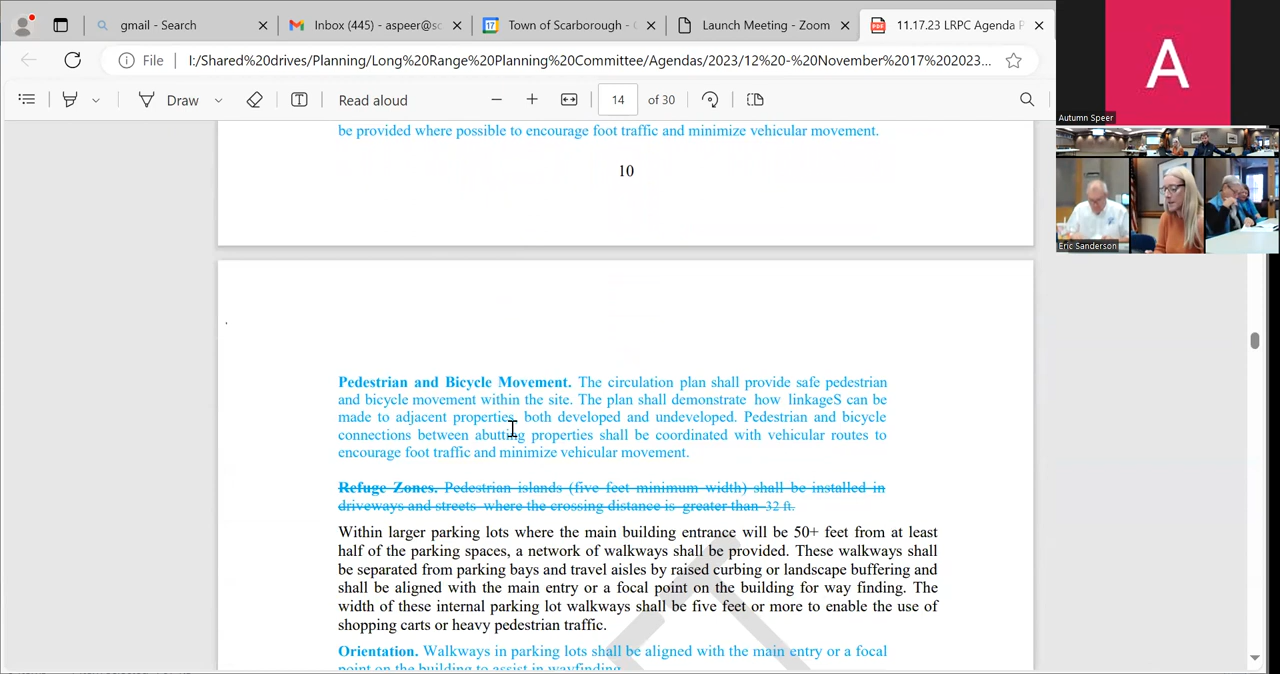 gmail - Search
Inbox (445) - aspeer@sc
Town of Scarborough - C
Launch Meeting - Zoom
11.17.23 LRPC Agenda P
File
I:/Shared%20drives/Planning/Long%20Range%20Planning%20Committee/Agendas/2023/12%20-%20November%2017%202023...
Draw
Read aloud
14 of 30
A
Autumn Speer
Eric Sanderson
be provided where possible to encourage foot traffic and minimize vehicular movement.
10
Pedestrian and Bicycle Movement. The circulation plan shall provide safe pedestrian
and bicycle movement within the site. The plan shall demonstrate how linkageS can be
made to adjacent properties, both developed and undeveloped. Pedestrian and bicycle
connections between abutting properties shall be coordinated with vehicular routes to
encourage foot traffic and minimize vehicular movement.
Refuge Zones. Pedestrian islands (five feet minimum width) shall be installed in
driveways and streets where the crossing distance is greater than 32 ft.
Within larger parking lots where the main building entrance will be 50+ feet from at least
half of the parking spaces, a network of walkways shall be provided. These walkways shall
be separated from parking bays and travel aisles by raised curbing or landscape buffering and
shall be aligned with the main entry or a focal point on the building for way finding. The
width of these internal parking lot walkways shall be five feet or more to enable the use of
shopping carts or heavy pedestrian traffic.
Orientation. Walkways in parking lots shall be aligned with the main entry or a focal
point on the building to assist in wayfinding.